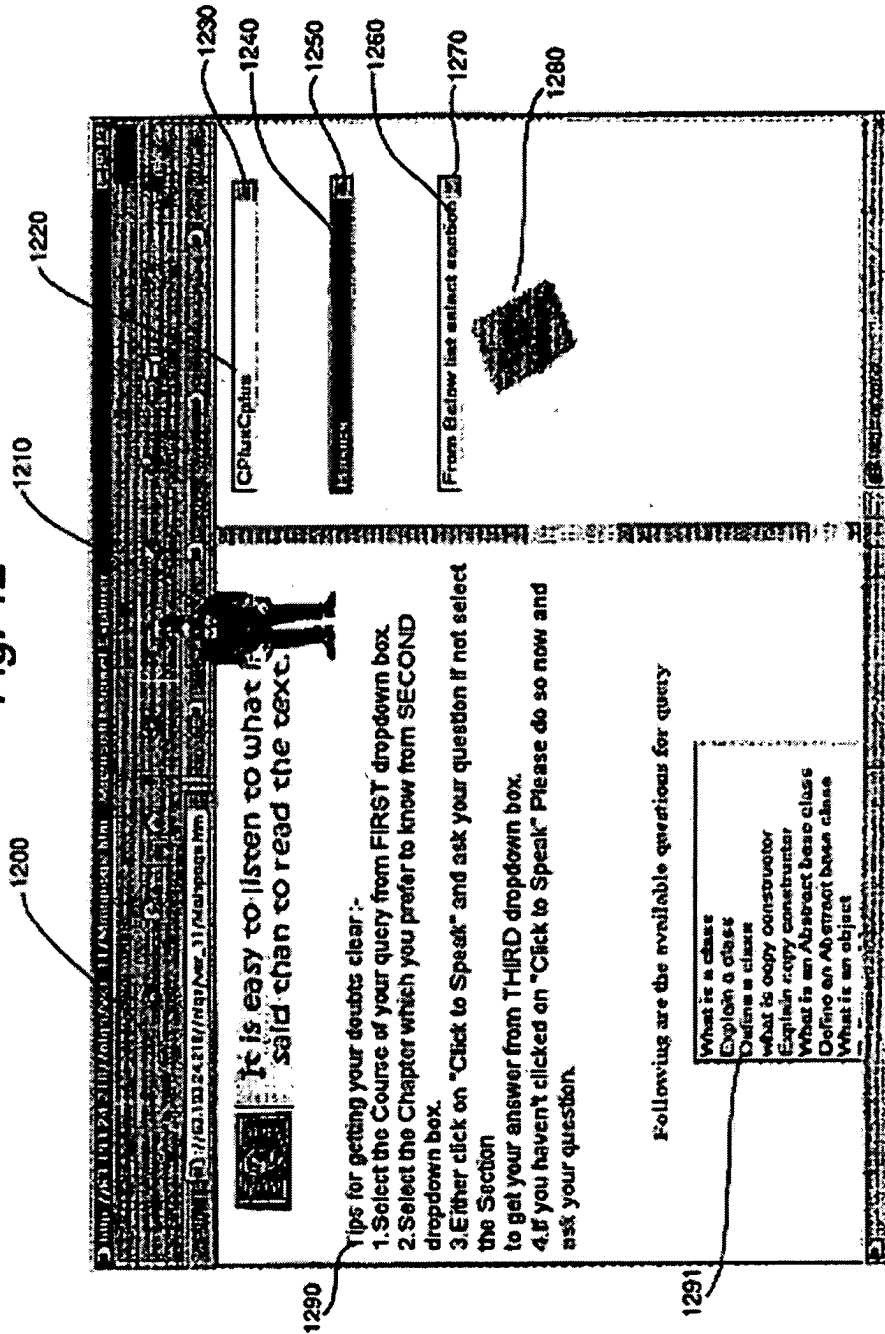 Fig. 12
1200
1210
1220
1230
1240
1250
1260
1270
1280
Microsoft Internet Explorer
It is easy to listen to what
said than to read the text.
CPlusCplus
From Below list select section
1290
Tips for getting your doubts clear :-
1.Select the Course of your query from FIRST dropdown box.
2.Select the Chapter which you prefer to know from SECOND
dropdown box.
3.Either click on "Click to Speak" and ask your question if not select
the Section
to get your answer from THIRD dropdown box.
4.If you haven't clicked on "Click to Speak" Please do so now and
ask your question.
Following are the available questions for query
1291
What is a class
Explain a class
Define a class
what is copy constructor
Explain copy constructor
What is an Abstract base class
Define an Abstract base class
What is an object